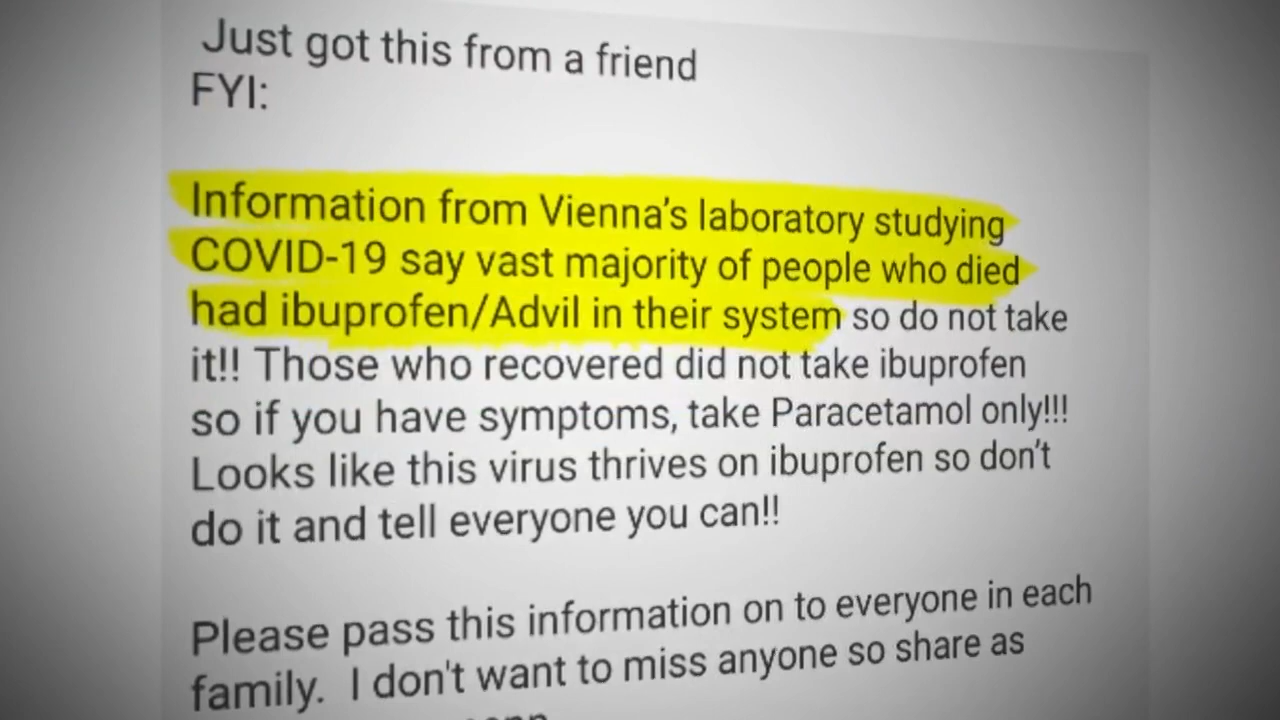 Just got this from a friend
FYI:
Information from Vienna's laboratory studying
COVID-19 say vast majority of people who died
had ibuprofen/Advil in their system so do not take
it!! Those who recovered did not take ibuprofen
so if you have symptoms, take Paracetamol only!!!
Looks like this virus thrives on ibuprofen so don't
do it and tell everyone you can!!
Please pass this information on to everyone in each
family.  I don't want to miss anyone so share as